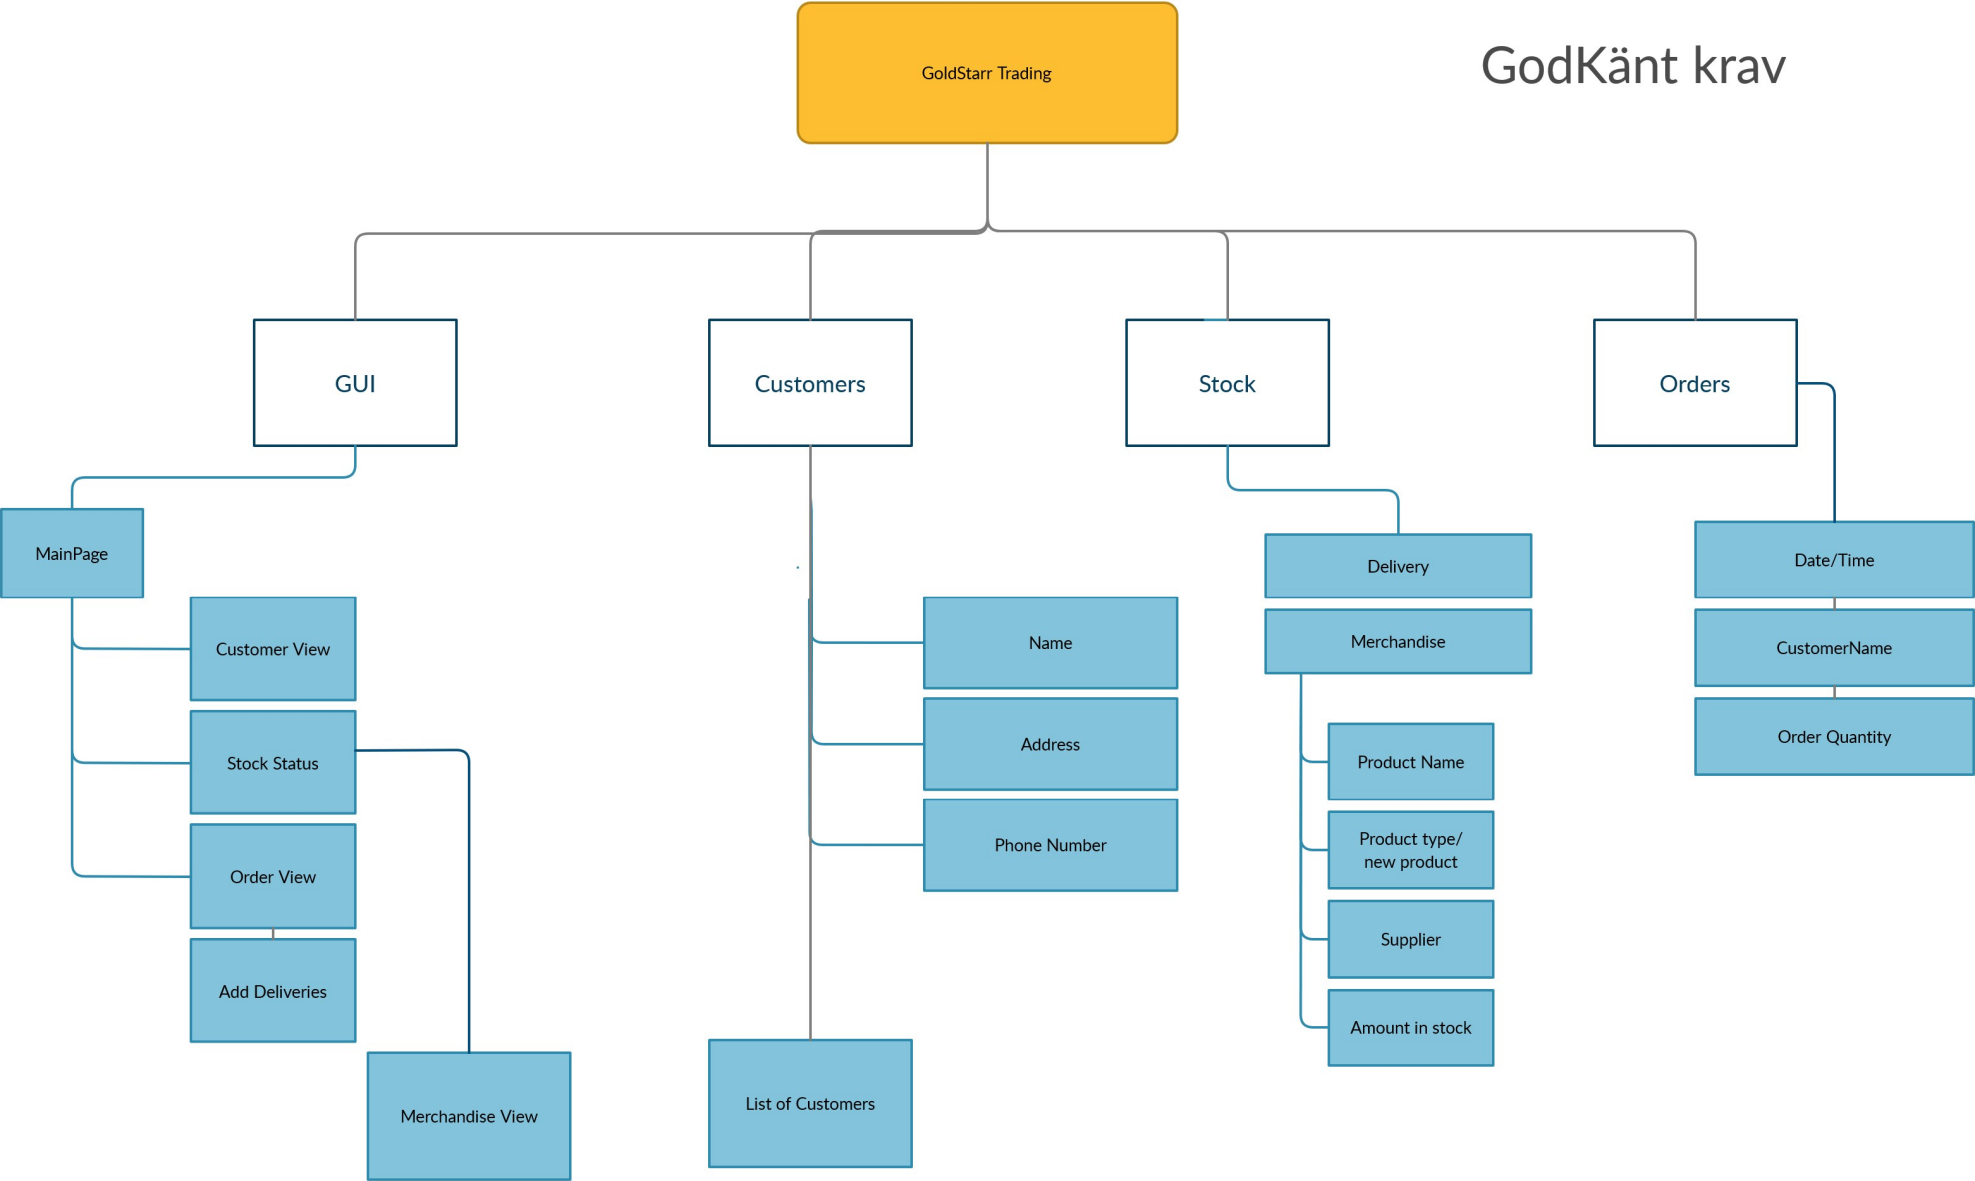 GoldStarr Trading
GodKänt krav
GUI
Customers
Stock
Orders
MainPage
Customer View
Stock Status
Order View
Add Deliveries
Merchandise View
Name
Address
Phone Number
List of Customers
Delivery
Merchandise
Product Name
Product type/
new product
Supplier
Amount in stock
Date/Time
CustomerName
Order Quantity